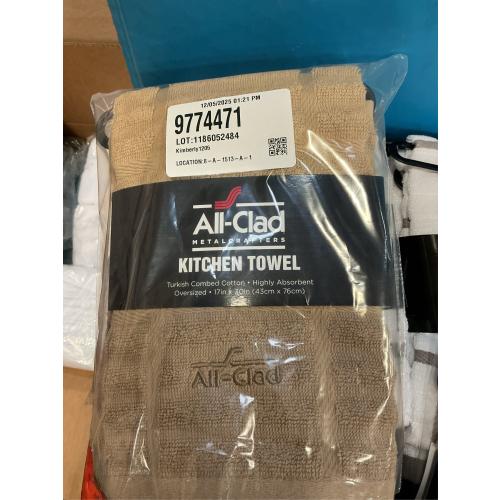 12/05/2025 01:21 PM
9774471
LOT:1186052484
Kimberly1205
LOCATION:8-A-1513-A-1
All-Clad
METALCRAFTERS
KITCHEN TOWEL
Turkish Combed Cotton • Highly Absorbent
Oversized • 17in x 30in (43cm x 76cm)
All-Clad